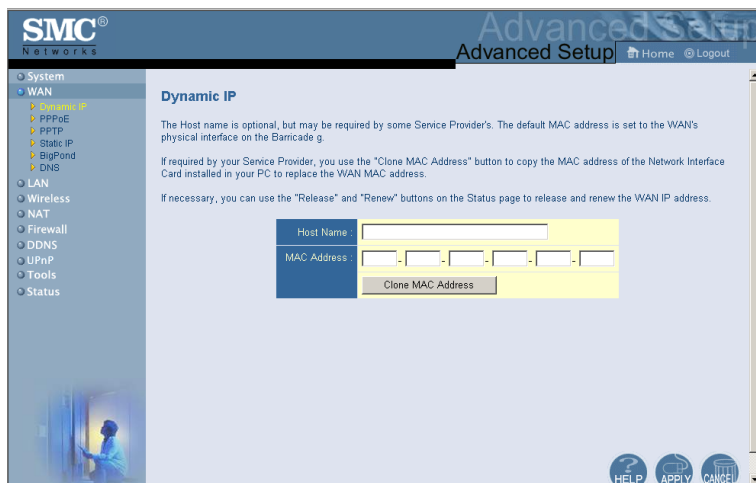 SMC®
Networks
Advanced Setup
Advanced Setup
Home
Logout
System
WAN
Dynamic IP
PPPoE
PPTP
Static IP
BigPond
DNS
LAN
Wireless
NAT
Firewall
DDNS
UPnP
Tools
Status
Dynamic IP
The Host name is optional, but may be required by some Service Provider's. The default MAC address is set to the WAN's
physical interface on the Barricade g.
If required by your Service Provider, you use the "Clone MAC Address" button to copy the MAC address of the Network Interface
Card installed in your PC to replace the WAN MAC address.
If necessary, you can use the "Release" and "Renew" buttons on the Status page to release and renew the WAN IP address.
Host Name :
MAC Address : - - - - -
Clone MAC Address
HELP
APPLY
CANCEL